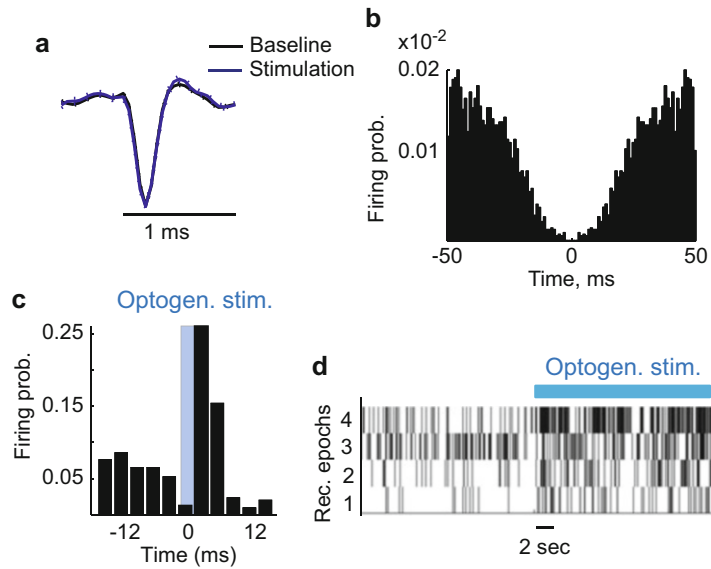 a
Baseline
Stimulation
1 ms
b
x10-2
0.02
0.01
Firing prob.
-50
0
50
Time, ms
c
Optogen. stim.
0.25
0.15
0.05
Firing prob.
-12
0
12
Time (ms)
d
Optogen. stim.
Rec. epochs
4
3
2
1
2 sec